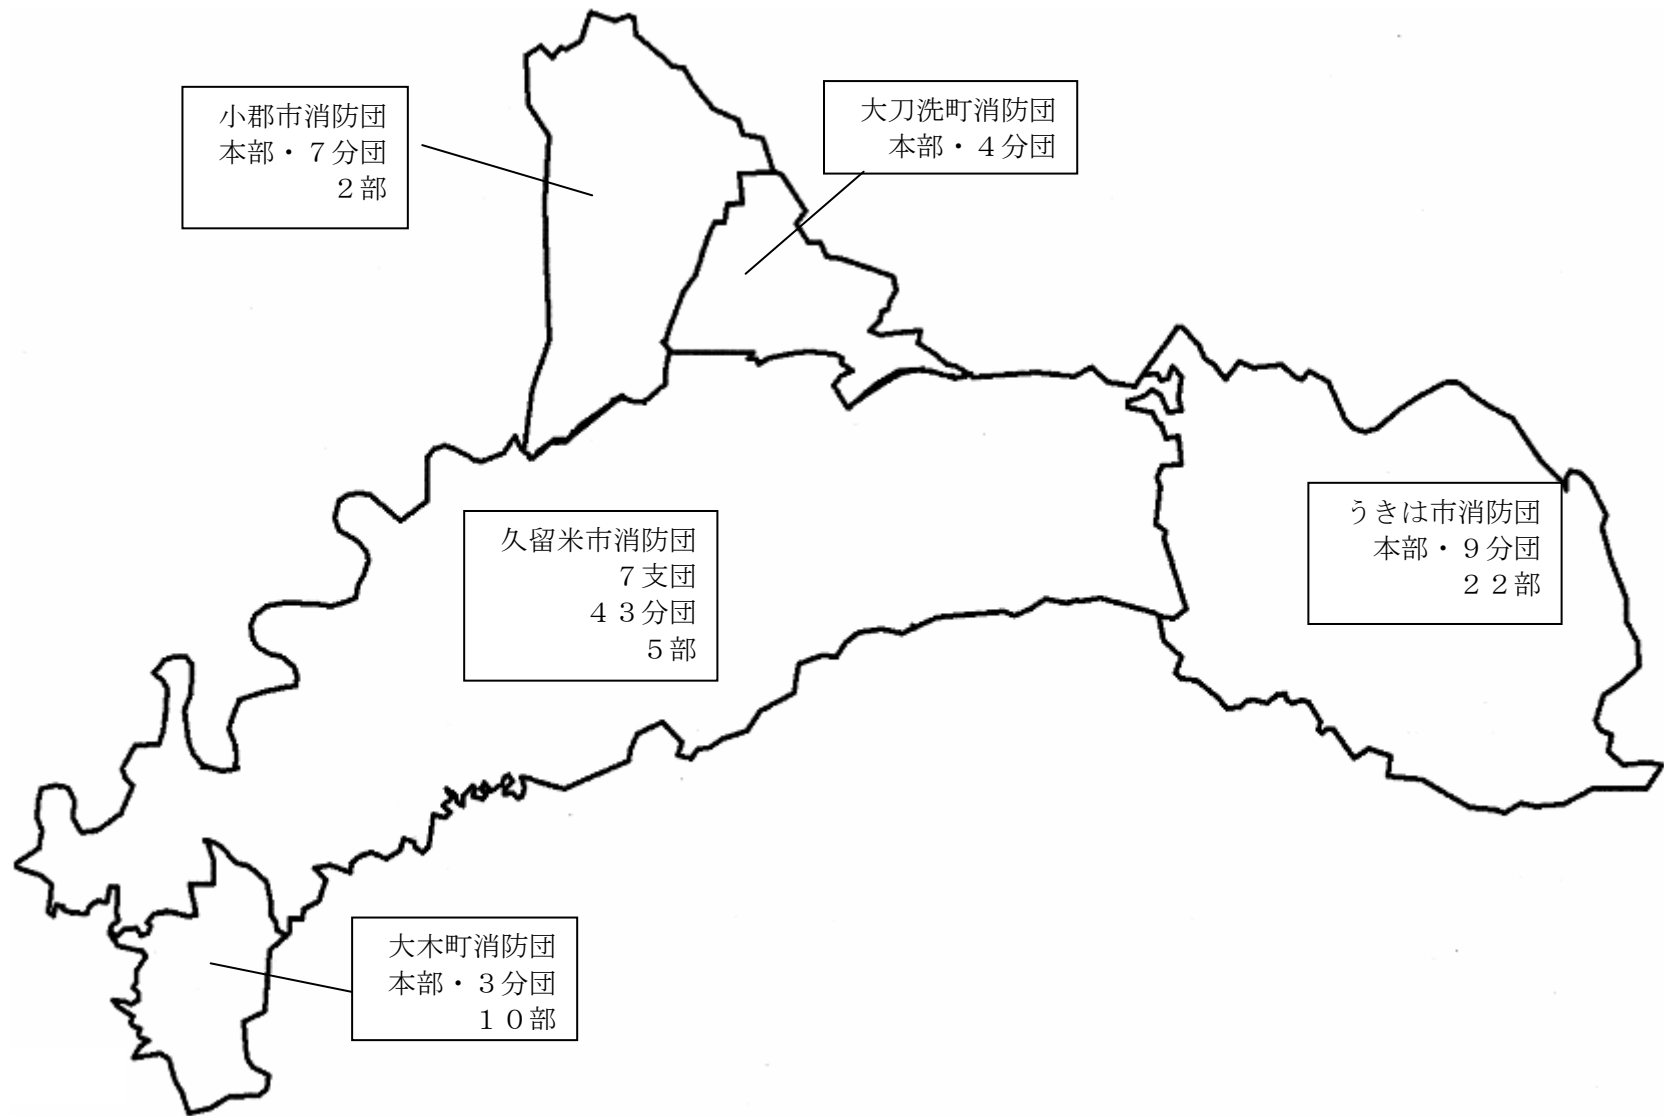 小郡市消防団
本部・７分団
２部
大刀洗町消防団
本部・４分団
久留米市消防団
７支団
４３分団
５部
うきは市消防団
本部・９分団
２２部
大木町消防団
本部・３分団
１０部